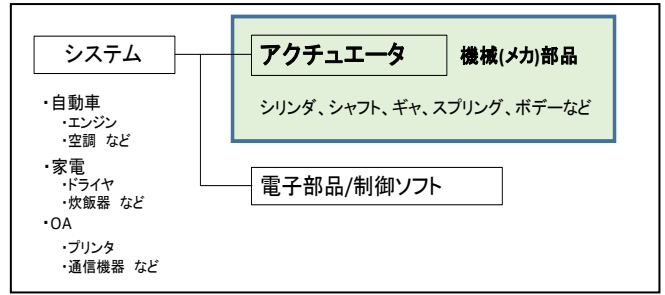 システム
アクチュエータ 機械(メカ)部品
シリンダ、シャフト、ギャ、スプリング、ボデーなど
電子部品/制御ソフト
・自動車
・エンジン
・空調 など
・家電
・ドライヤ
・炊飯器 など
・OA
・プリンタ
・通信機器 など